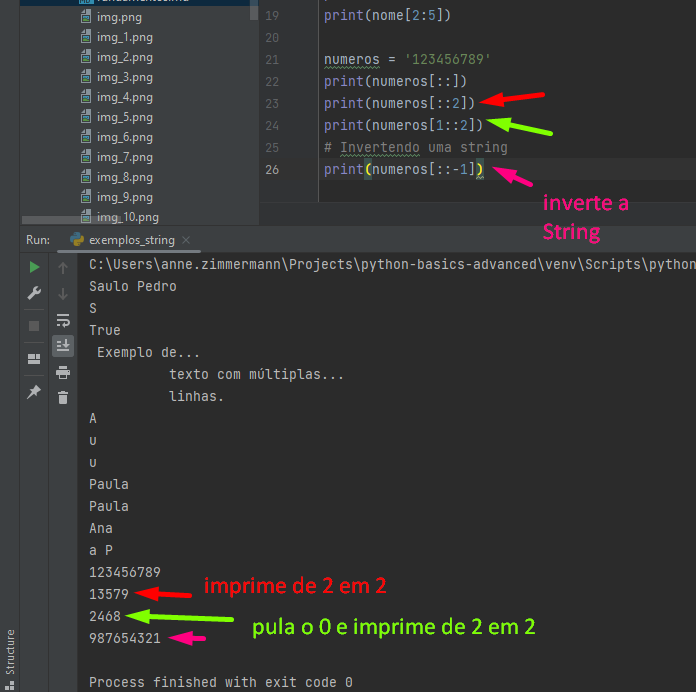 img.png
img_1.png
img_2.png
img_3.png
img_4.png
img_5.png
img_6.png
img_7.png
img_8.png
img_9.png
img_10.png
19 print(nome[2:5])
20
21 numeros = '123456789'
22 print(numeros[::])
23 print(numeros[::2])
24 print(numeros[1::2])
25 # Invertendo uma string
26 print(numeros[::-1])
inverte a
String
Run: exemplos_string
C:\Users\anne.zimmermann\Projects\python-basics-advanced\venv\Scripts\python
Saulo Pedro
S
True
Exemplo de...
texto com múltiplas...
linhas.
A
u
u
Paula
Paula
Ana
a P
123456789
13579 imprime de 2 em 2
2468 pula o 0 e imprime de 2 em 2
987654321
Process finished with exit code 0
Structure